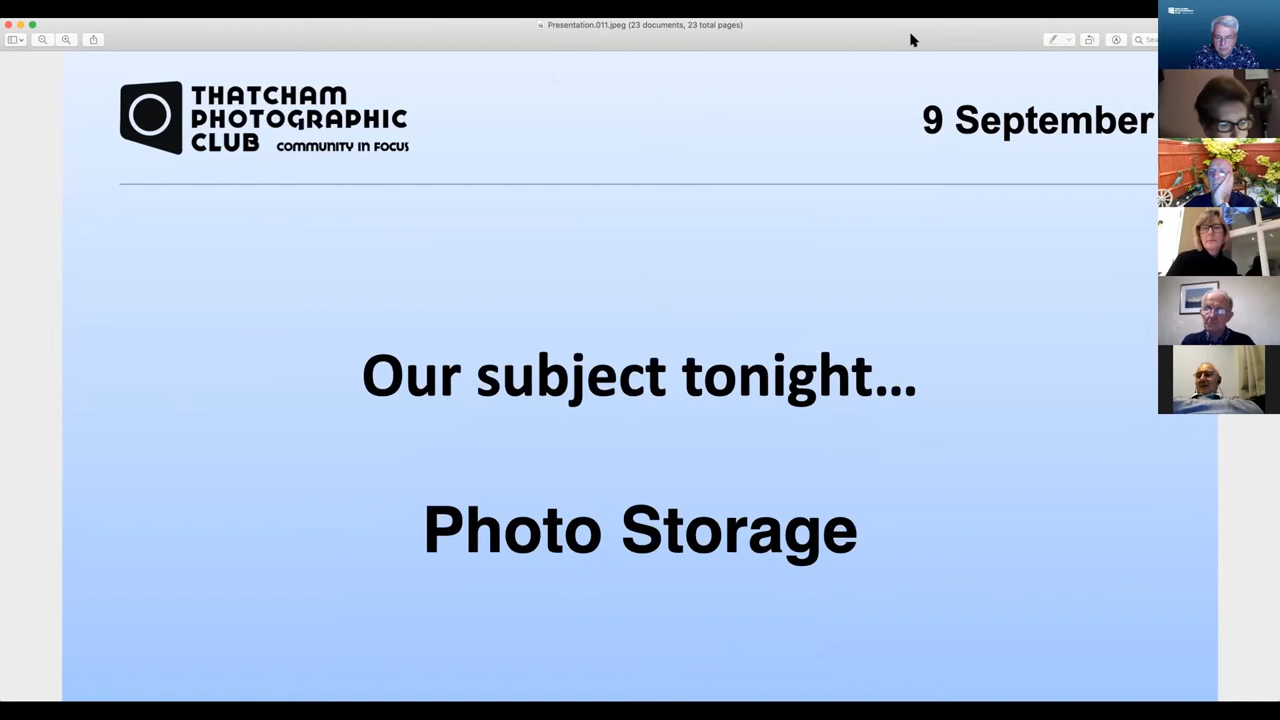 Presentation.011.jpeg (23 documents, 23 total pages)
THATCHAM
PHOTOGRAPHIC
CLUB COMMUNITY IN FOCUS
9 September
Our subject tonight...
Photo Storage